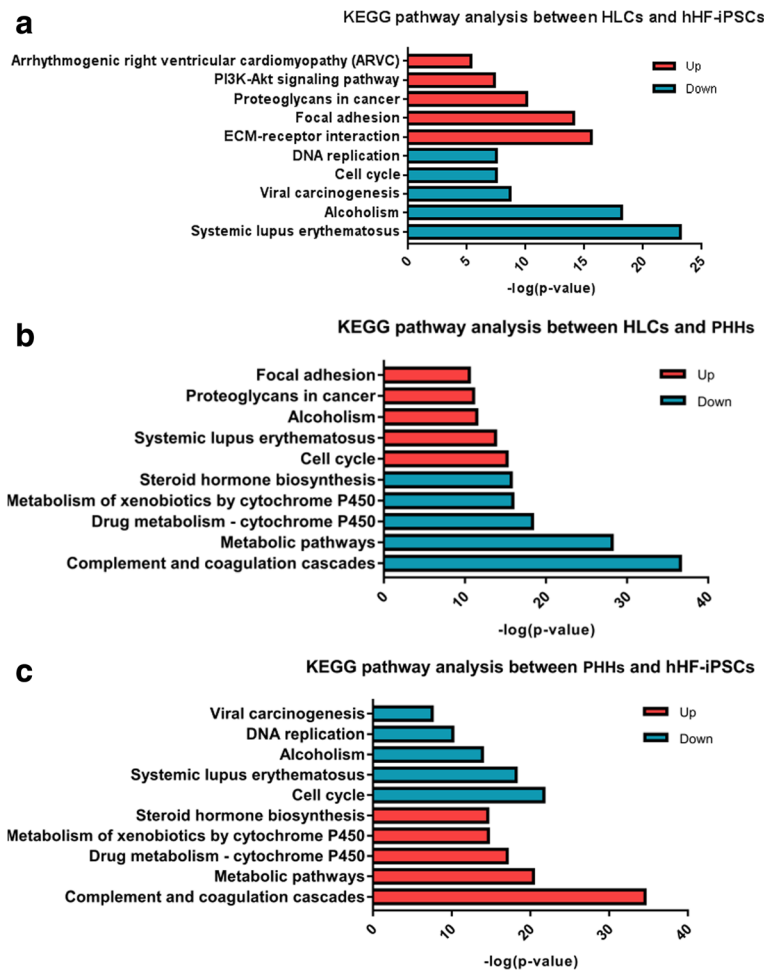 a
KEGG pathway analysis between HLCs and hHF-iPSCs
Arrhythmogenic right ventricular cardiomyopathy (ARVC)
PI3K-Akt signaling pathway
Proteoglycans in cancer
Focal adhesion
ECM-receptor interaction
DNA replication
Cell cycle
Viral carcinogenesis
Alcoholism
Systemic lupus erythematosus
Up
Down
0 5 10 15 20 25
-log(p-value)
b
KEGG pathway analysis between HLCs and PHHs
Focal adhesion
Proteoglycans in cancer
Alcoholism
Systemic lupus erythematosus
Cell cycle
Steroid hormone biosynthesis
Metabolism of xenobiotics by cytochrome P450
Drug metabolism - cytochrome P450
Metabolic pathways
Complement and coagulation cascades
Up
Down
0 10 20 30 40
-log(p-value)
c
KEGG pathway analysis between PHHs and hHF-iPSCs
Viral carcinogenesis
DNA replication
Alcoholism
Systemic lupus erythematosus
Cell cycle
Steroid hormone biosynthesis
Metabolism of xenobiotics by cytochrome P450
Drug metabolism - cytochrome P450
Metabolic pathways
Complement and coagulation cascades
Up
Down
0 10 20 30 40
-log(p-value)